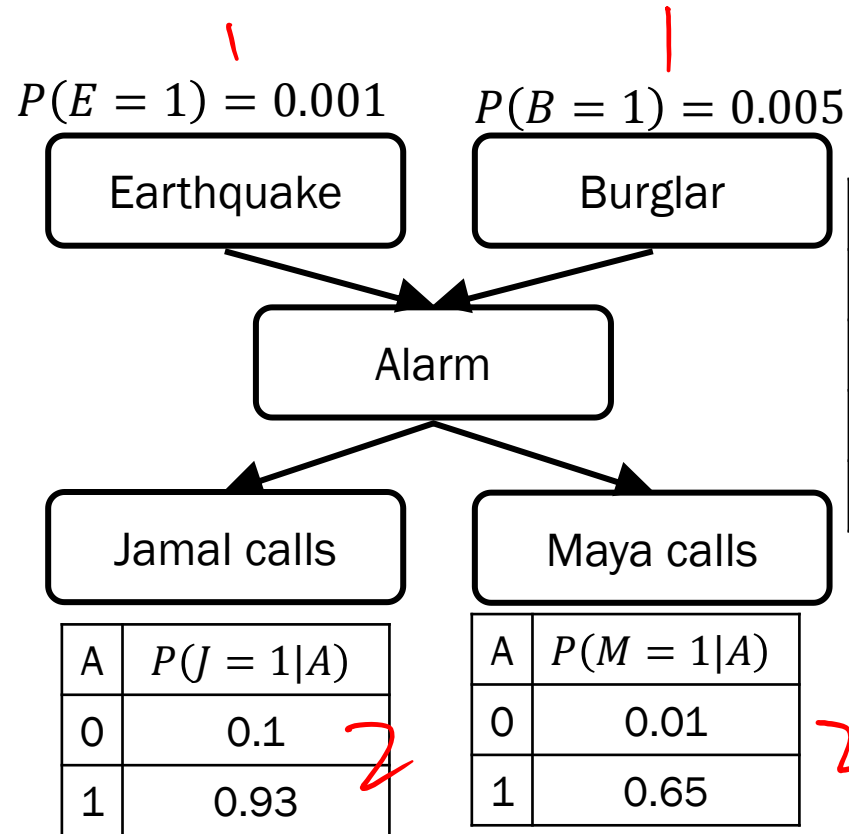 1 1
P(E = 1) = 0.001 P(B = 1) = 0.005
Earthquake Burglar
Alarm
Jamal calls Maya calls
A P(J = 1|A) A P(M = 1|A)
0 0.1 0 0.01
2 2
1 0.93 1 0.65